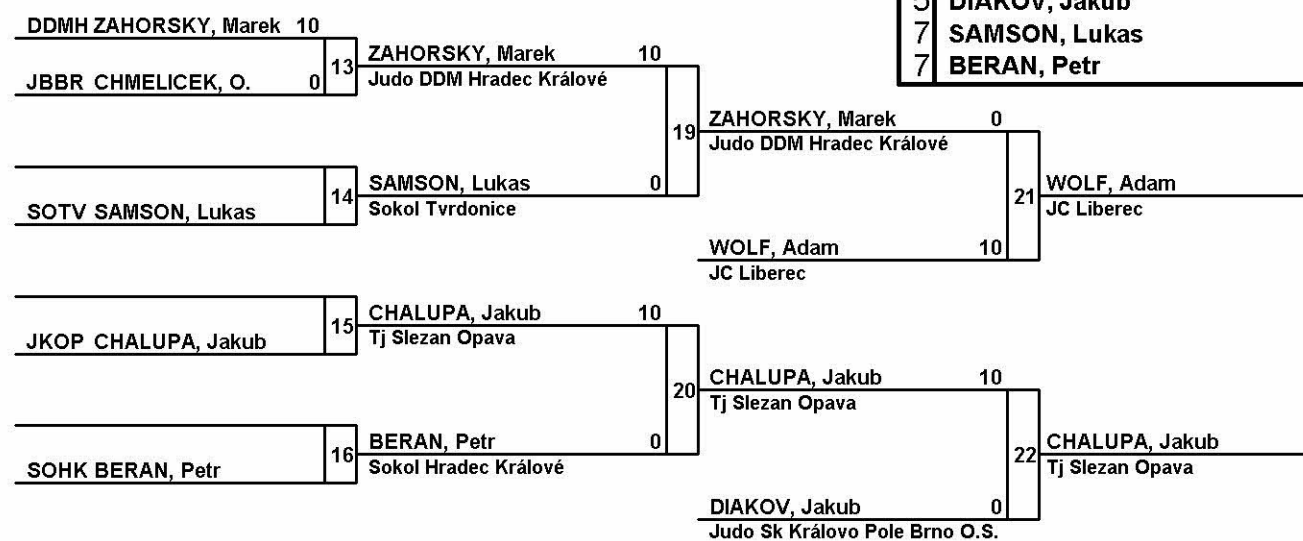 5 DIAKOV, Jakub
7 SAMSON, Lukas
7 BERAN, Petr
DDMH ZAHORSKY, Marek 10
13
JBBR CHMELICEK, O. 0
ZAHORSKY, Marek 10
Judo DDM Hradec Králové
19
14
SOTV SAMSON, Lukas
SAMSON, Lukas 0
Sokol Tvrdonice
ZAHORSKY, Marek 0
Judo DDM Hradec Králové
21
WOLF, Adam 10
JC Liberec
WOLF, Adam
JC Liberec
15
JKOP CHALUPA, Jakub
CHALUPA, Jakub 10
Tj Slezan Opava
20
16
SOHK BERAN, Petr
BERAN, Petr 0
Sokol Hradec Králové
CHALUPA, Jakub 10
Tj Slezan Opava
22
DIAKOV, Jakub 0
Judo Sk Královo Pole Brno O.S.
CHALUPA, Jakub
Tj Slezan Opava